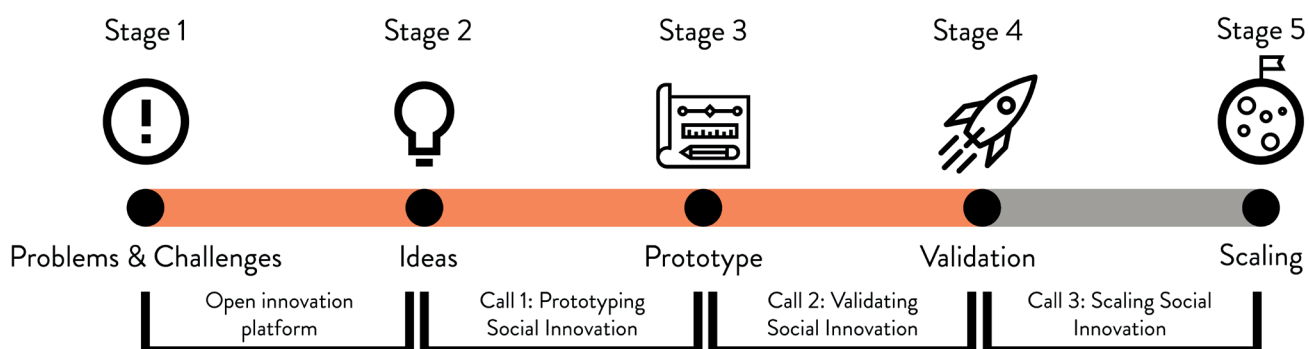 Stage 1
Stage 2
Stage 3
Stage 4
Stage 5
Problems & Challenges
Ideas
Prototype
Validation
Scaling
Open innovation
platform
Call 1: Prototyping
Social Innovation
Call 2: Validating
Social Innovation
Call 3: Scaling Social
Innovation